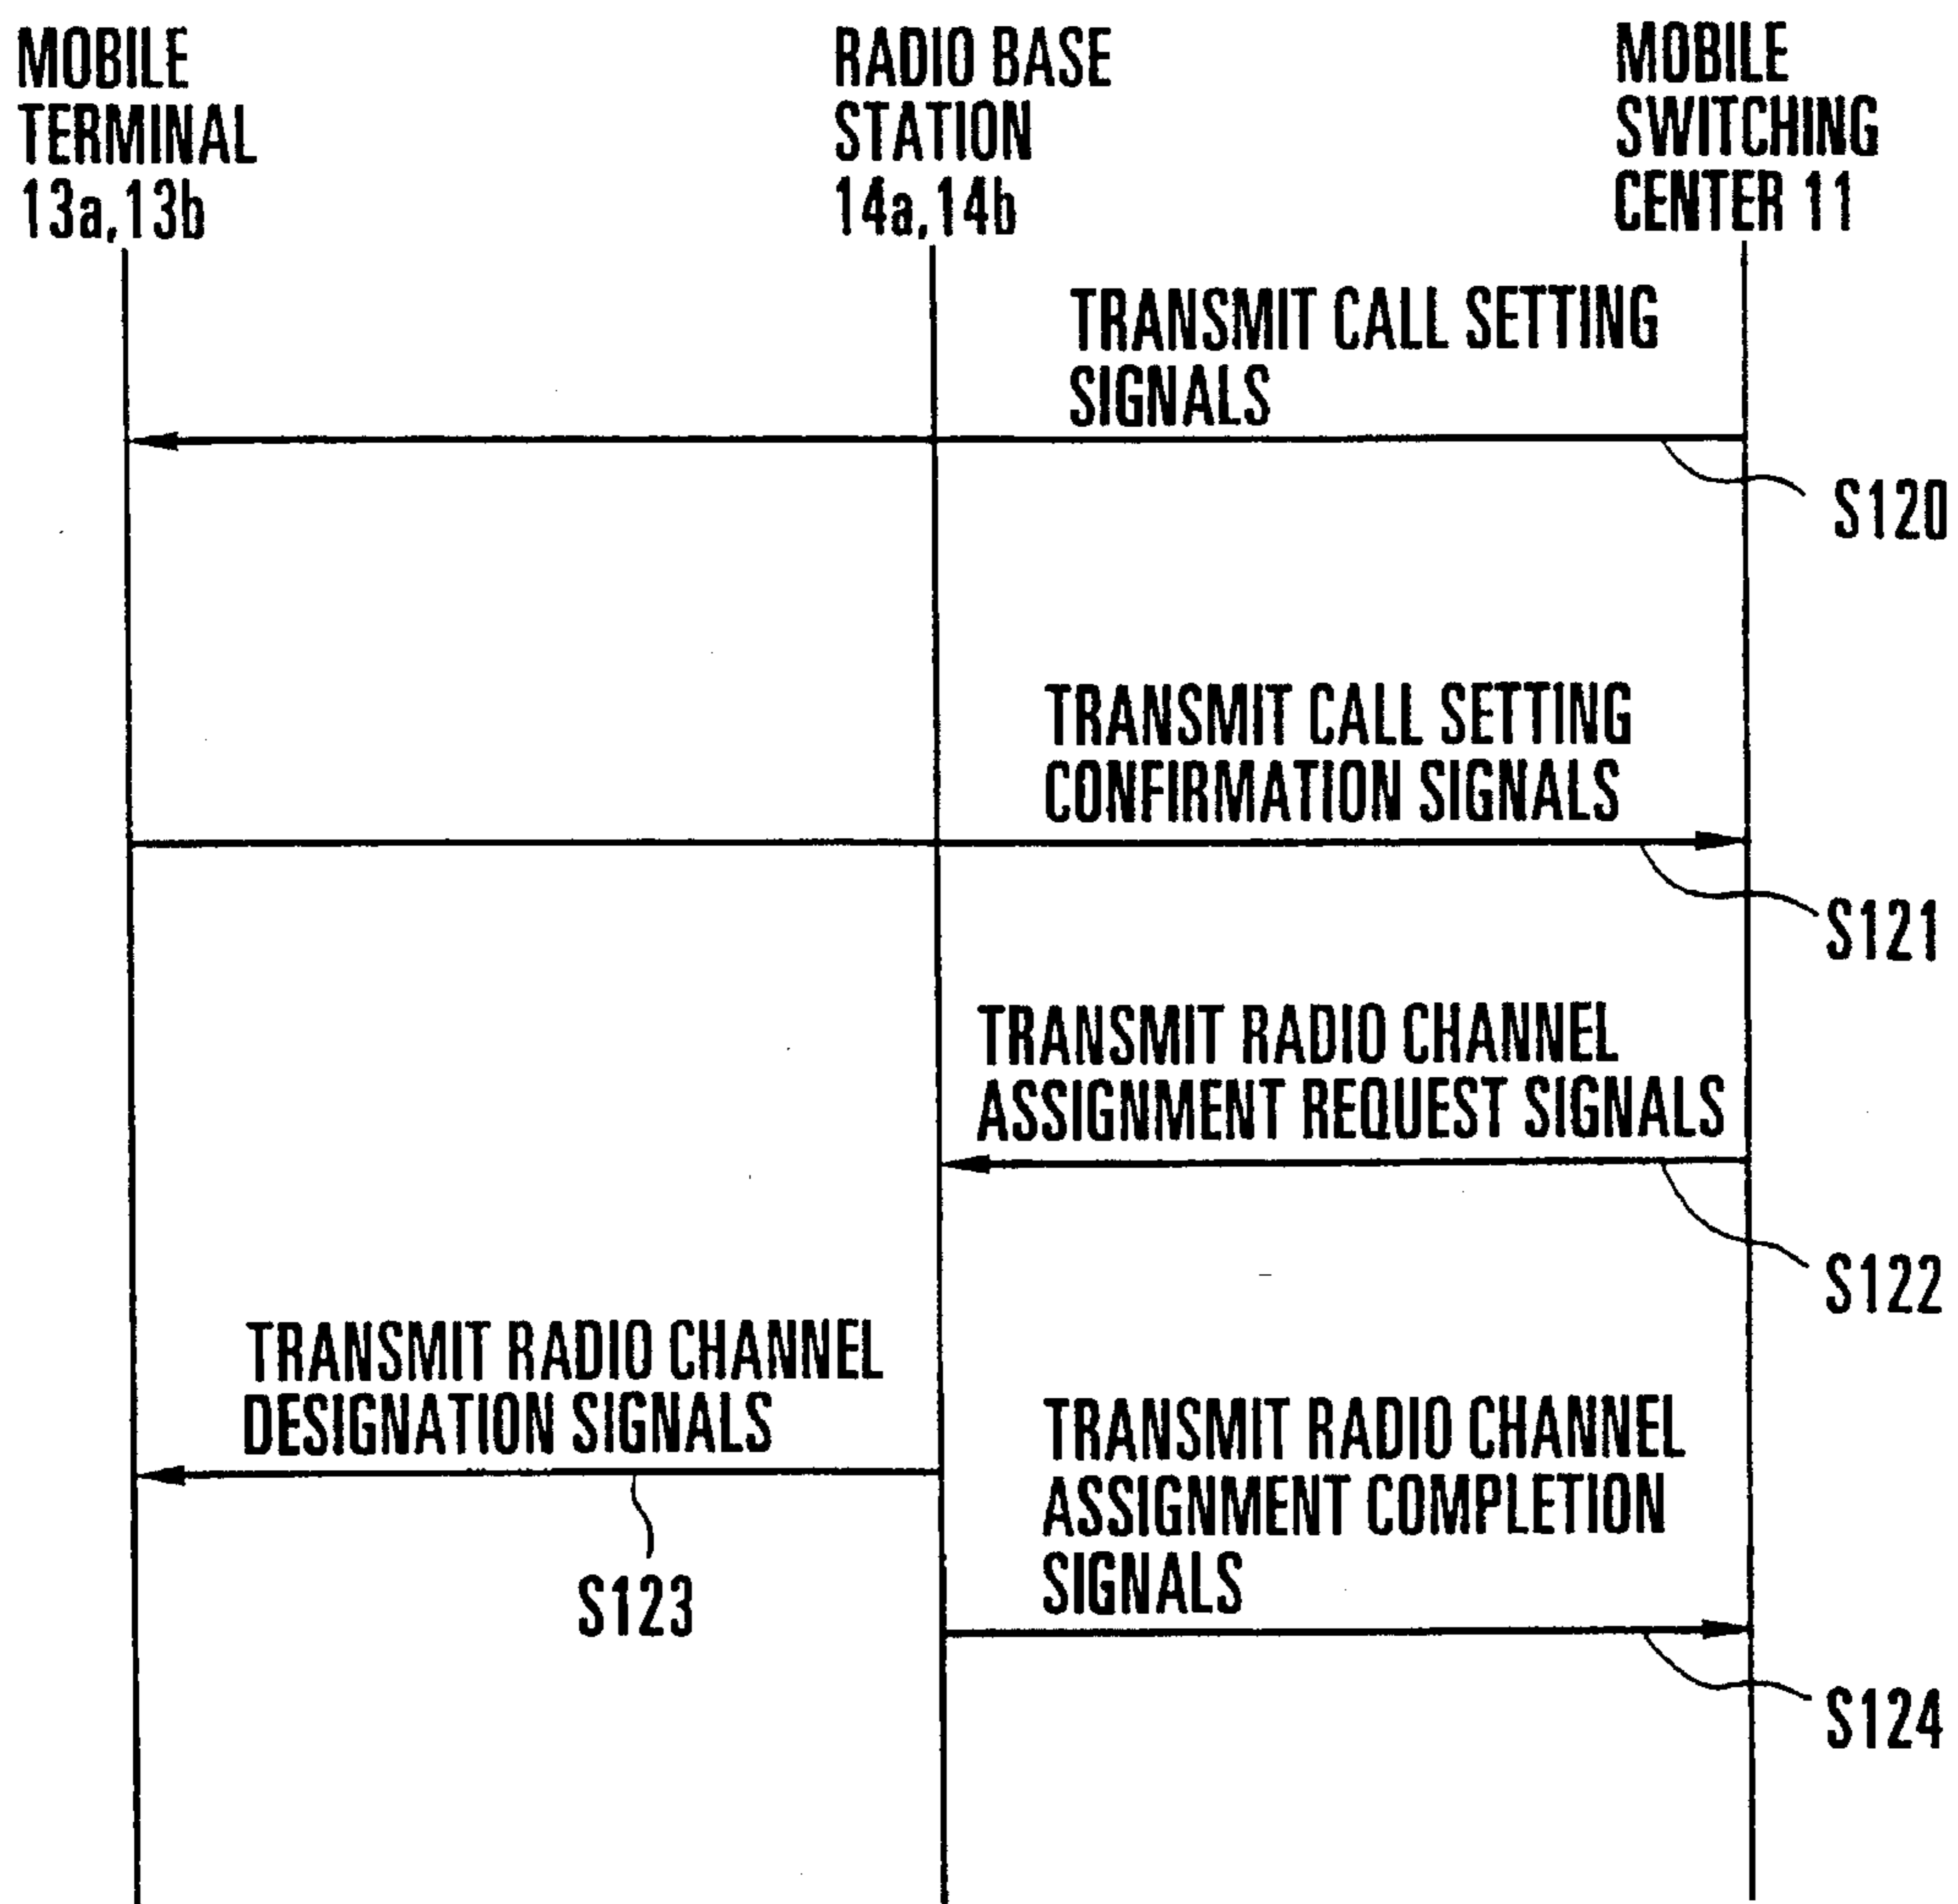 MOBILE
TERMINAL
13a,13b
RADIO BASE
STATION
14a,14b
MOBILE
SWITCHING
CENTER 11
TRANSMIT CALL SETTING
SIGNALS
S120
TRANSMIT CALL SETTING
CONFIRMATION SIGNALS
S121
TRANSMIT RADIO CHANNEL
ASSIGNMENT REQUEST SIGNALS
S122
TRANSMIT RADIO CHANNEL
DESIGNATION SIGNALS
S123
TRANSMIT RADIO CHANNEL
ASSIGNMENT COMPLETION
SIGNALS
S124